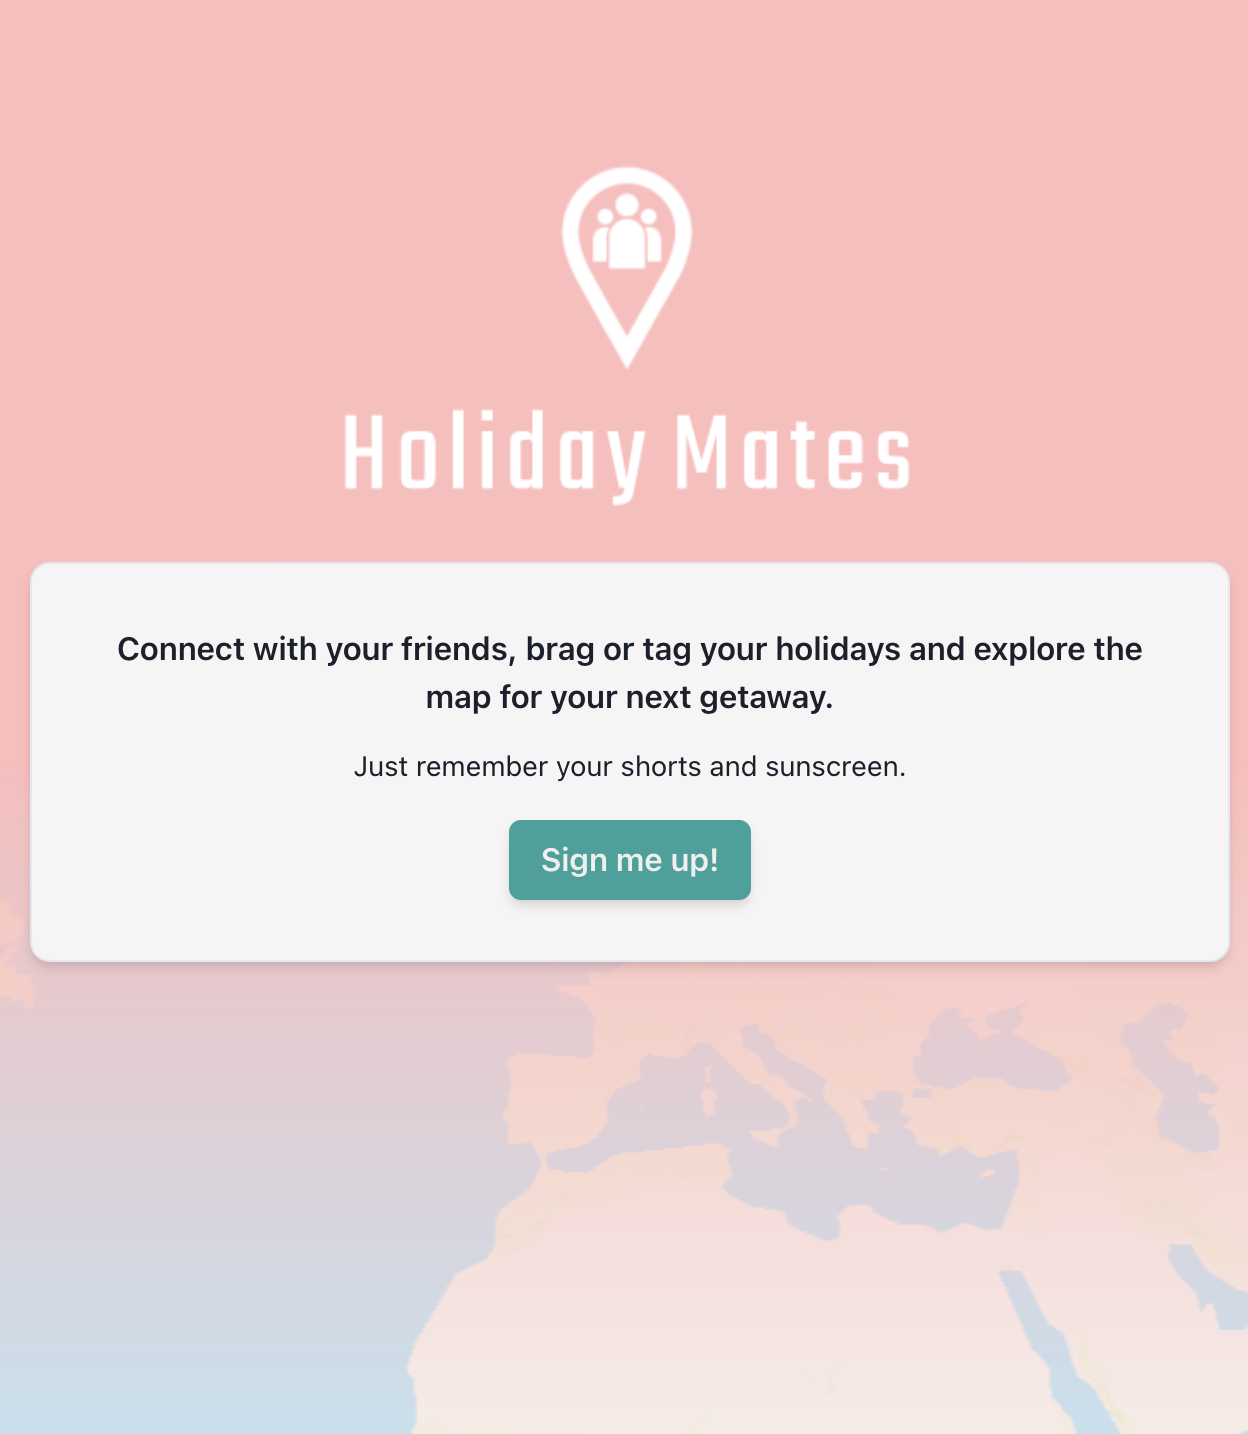 Holiday Mates
Connect with your friends, brag or tag your holidays and explore the
map for your next getaway.
Just remember your shorts and sunscreen.
Sign me up!